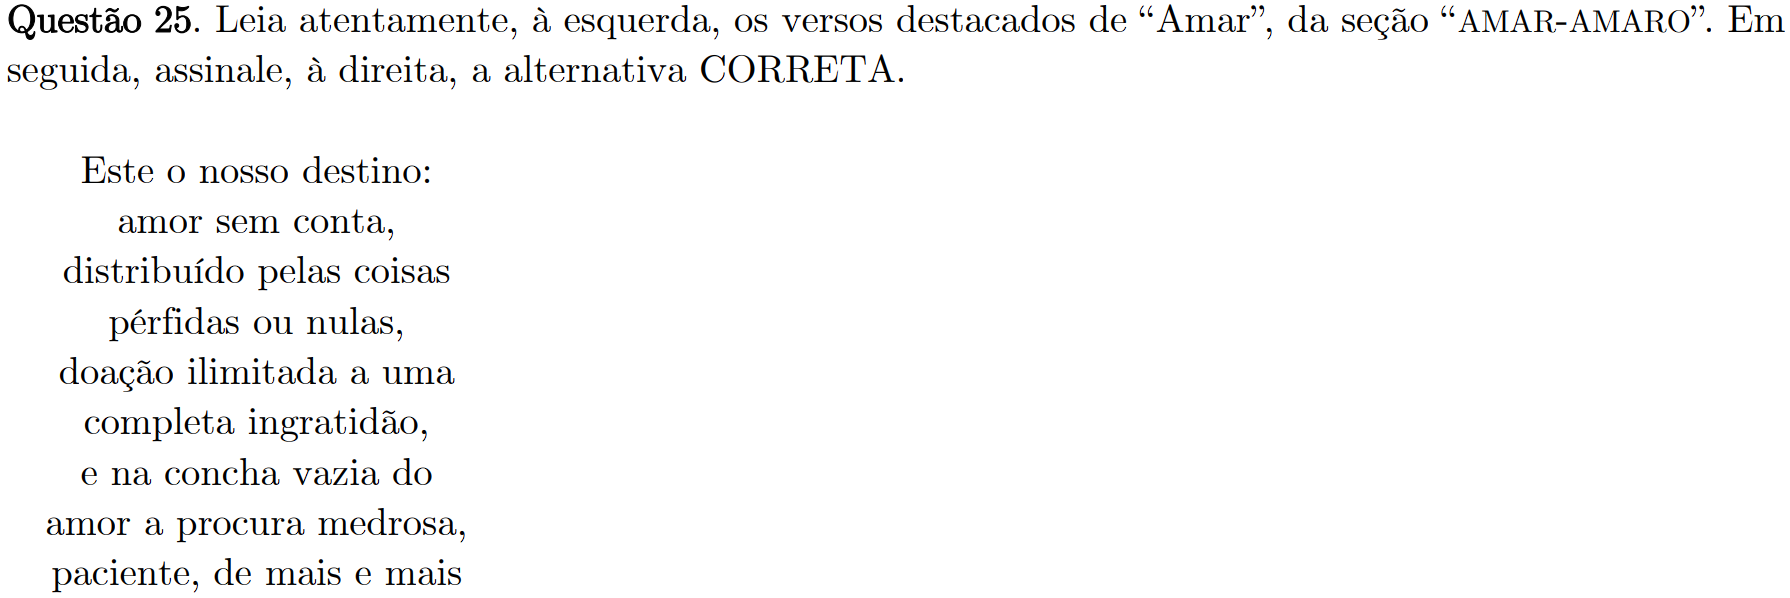 Questão 25. Leia atentamente, à esquerda, os versos destacados de “Amar”, da seção “AMAR-AMARO”. Em
seguida, assinale, à direita, a alternativa CORRETA.
Este o nosso destino:
amor sem conta,
distribuído pelas coisas
pérfidas ou nulas,
doação ilimitada a uma
completa ingratidão,
e na concha vazia do
amor a procura medrosa,
paciente, de mais e mais